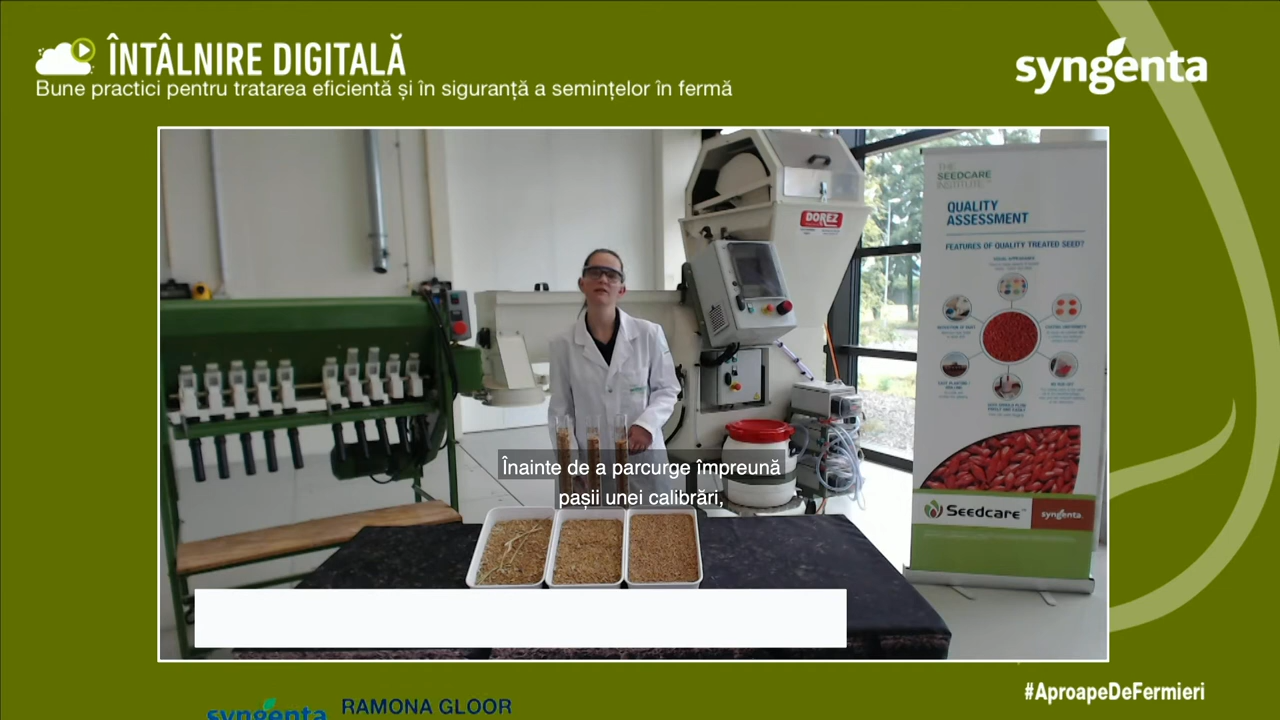 ÎNTÂLNIRE DIGITALĂ
Bune practici pentru tratarea eficientă și în siguranță a semințelor în fermă
syngenta
DOREZ
THE
SEEDCARE
INSTITUTE
QUALITY
ASSESSMENT
FEATURES OF QUALITY TREATED SEED?
Înainte de a parcurge împreună
pașii unei calibrări,
Seedcare
syngenta
#AproapeDeFermieri
syngenta
RAMONA GLOOR